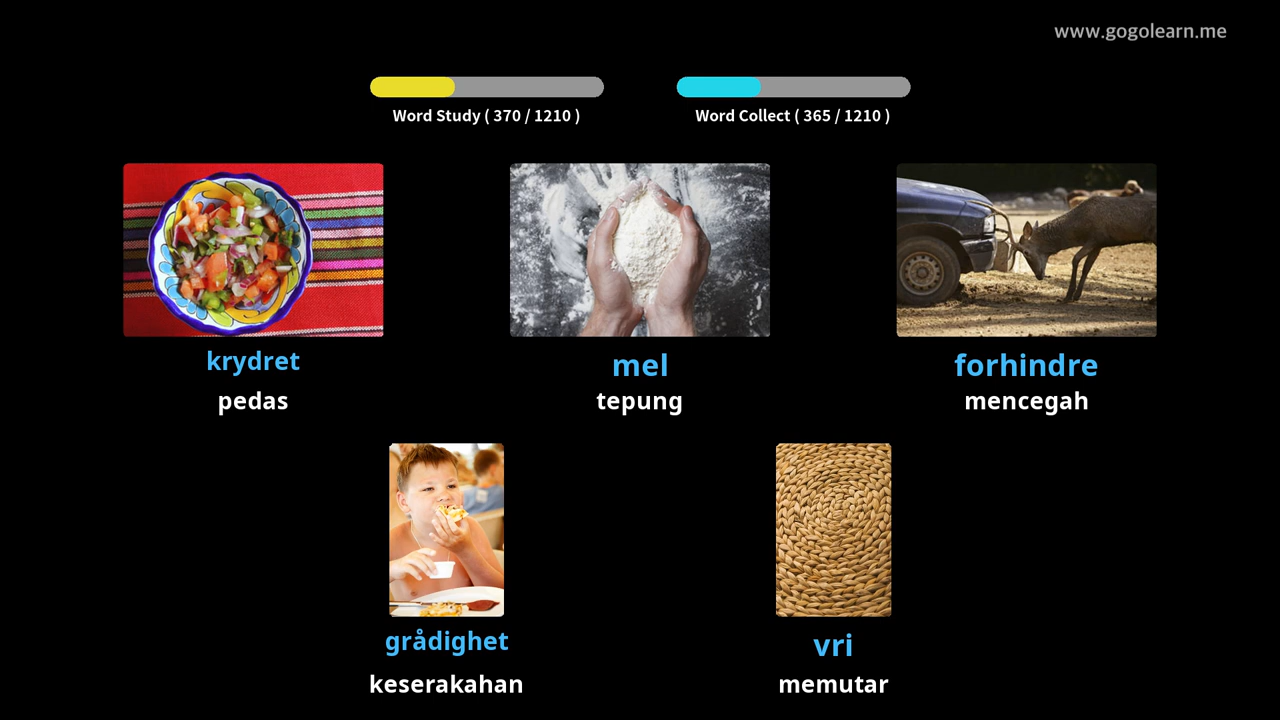 www.gogolearn.me
Word Study ( 370 / 1210 )
Word Collect ( 365 / 1210 )
krydret
pedas
mel
tepung
forhindre
mencegah
grådighet
keserakahan
vri
memutar